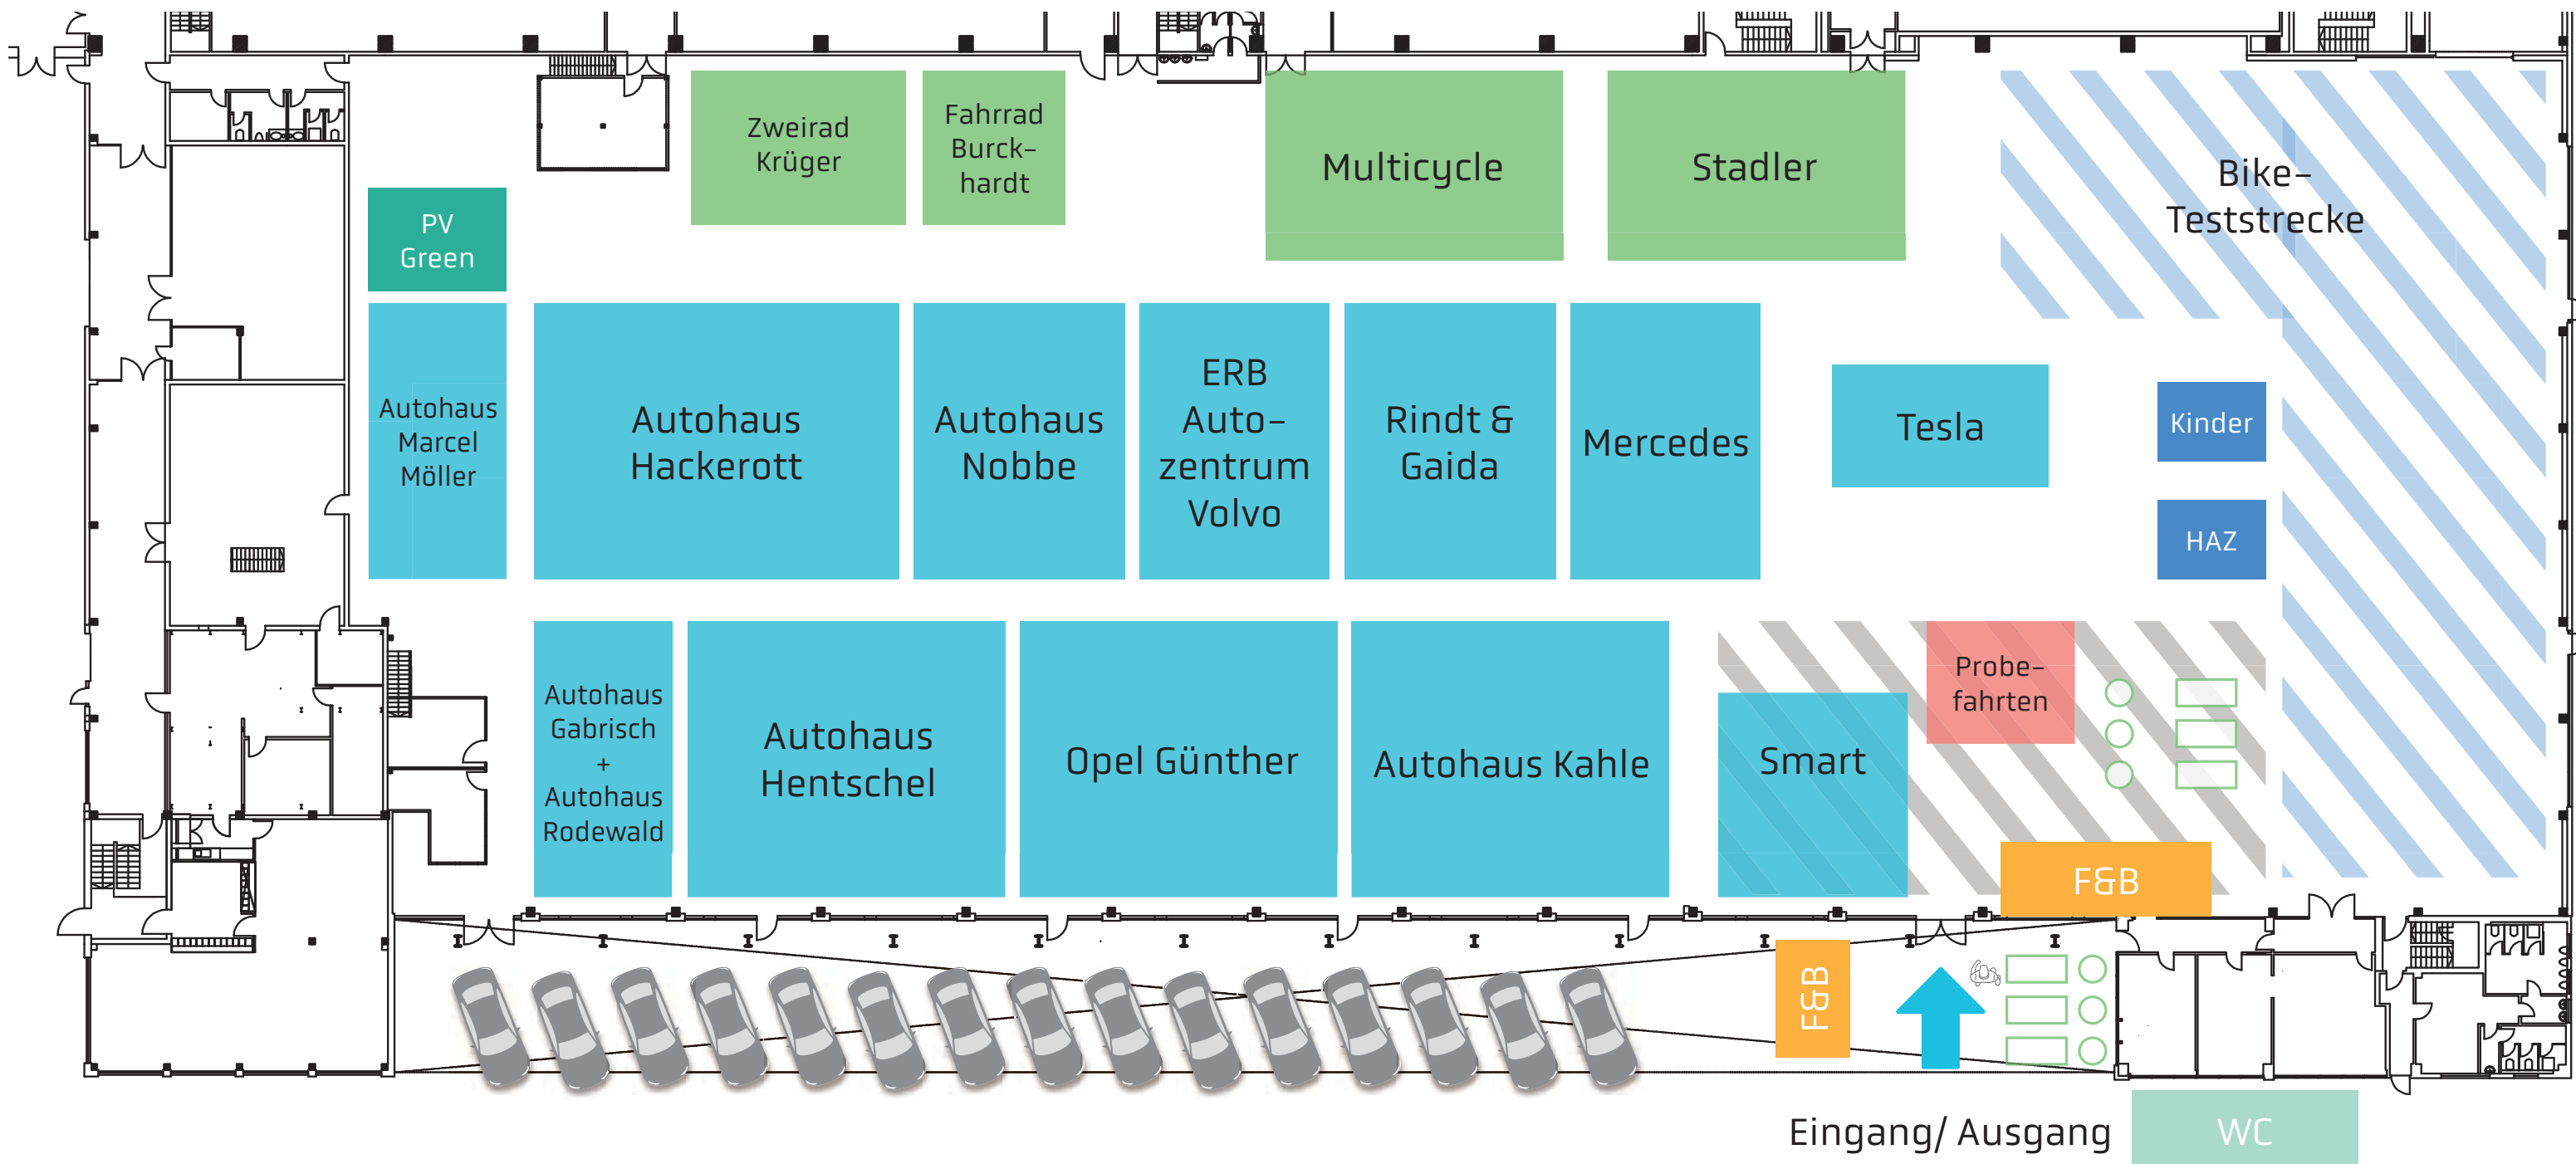 Zweirad
Krüger
Fahrrad
Burck-
hardt
Multicycle
Stadler
Bike-
Teststrecke
PV
Green
Autohaus
Marcel
Möller
Autohaus
Hackerott
Autohaus
Nobbe
ERB
Auto-
zentrum
Volvo
Rindt &
Gaida
Mercedes
Tesla
Kinder
HAZ
Autohaus
Gabrisch
+
Autohaus
Rodewald
Autohaus
Hentschel
Opel Günther
Autohaus Kahle
Smart
Probe-
fahrten
F&B
F&B
Eingang/ Ausgang
WC